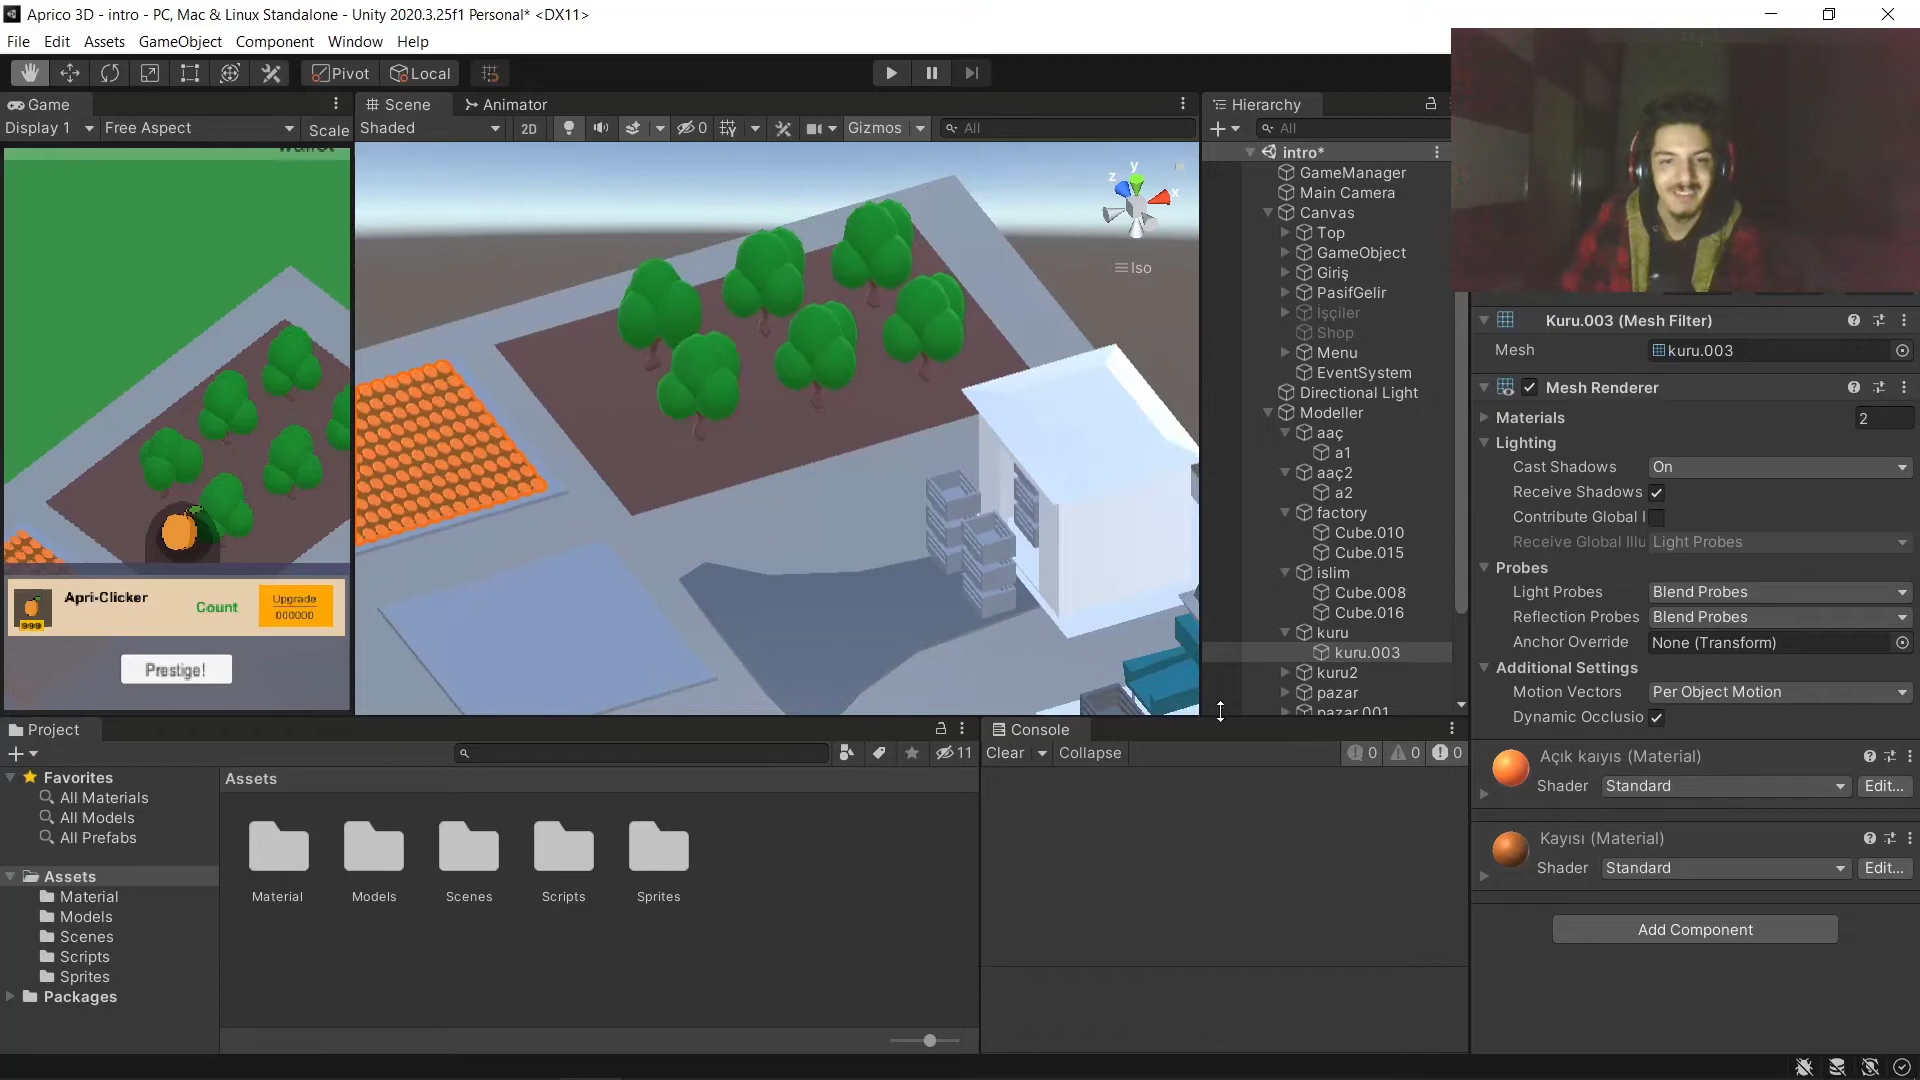 Aprico 3D - intro - PC, Mac & Linux Standalone - Unity 2020.3.25f1 Personal* <DX11>
File Edit Assets GameObject Component Window Help
Pivot Local
Game
Display 1 Free Aspect Scale
Apri-Clicker
Count
Upgrade
000000
999
Prestige!
Scene Animator
Shaded 2D 0 Gizmos All
y
z
x
Iso
Hierarchy
All
intro*
GameManager
Main Camera
Canvas
Top
GameObject
Giriş
PasifGelir
İşçiler
Shop
Menu
EventSystem
Directional Light
Modeller
aaç
a1
aaç2
a2
factory
Cube.010
Cube.015
islim
Cube.008
Cube.016
kuru
kuru.003
kuru2
pazar
pazar.001
Kuru.003 (Mesh Filter)
Mesh kuru.003
Mesh Renderer
Materials 2
Lighting
Cast Shadows On
Receive Shadows
Contribute Global I
Receive Global Illu Light Probes
Probes
Light Probes Blend Probes
Reflection Probes Blend Probes
Anchor Override None (Transform)
Additional Settings
Motion Vectors Per Object Motion
Dynamic Occlusio
Açık kaıyıs (Material)
Shader Standard Edit...
Kayısı (Material)
Shader Standard Edit...
Add Component
Project
11
Favorites
All Materials
All Models
All Prefabs
Assets
Material
Models
Scenes
Scripts
Sprites
Packages
Assets
Material Models Scenes Scripts Sprites
Console
Clear Collapse 0 0 0